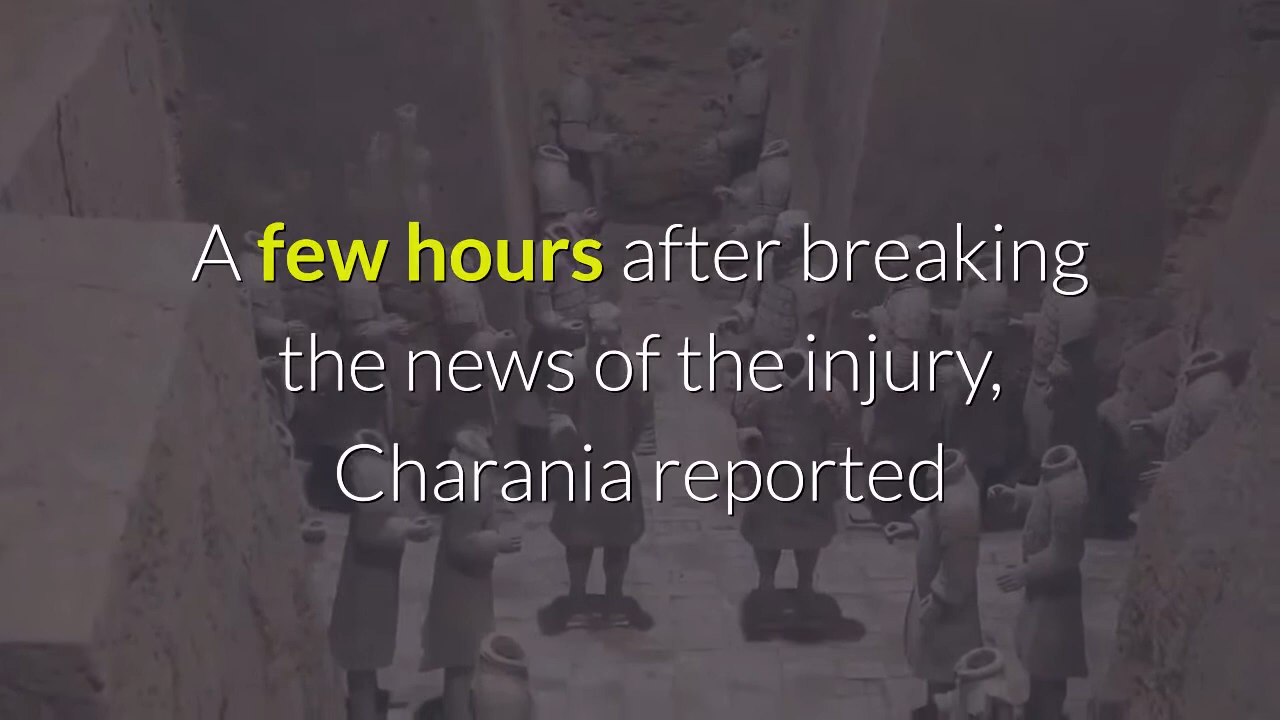 A few hours after breaking
the news of the injury,
Charania reported